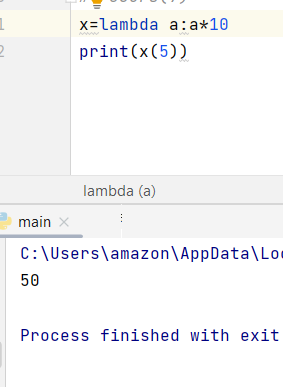 1 x=lambda a:a*10
2 print(x(5))
lambda (a)
main
C:\Users\amazon\AppData\Loc
50
Process finished with exit